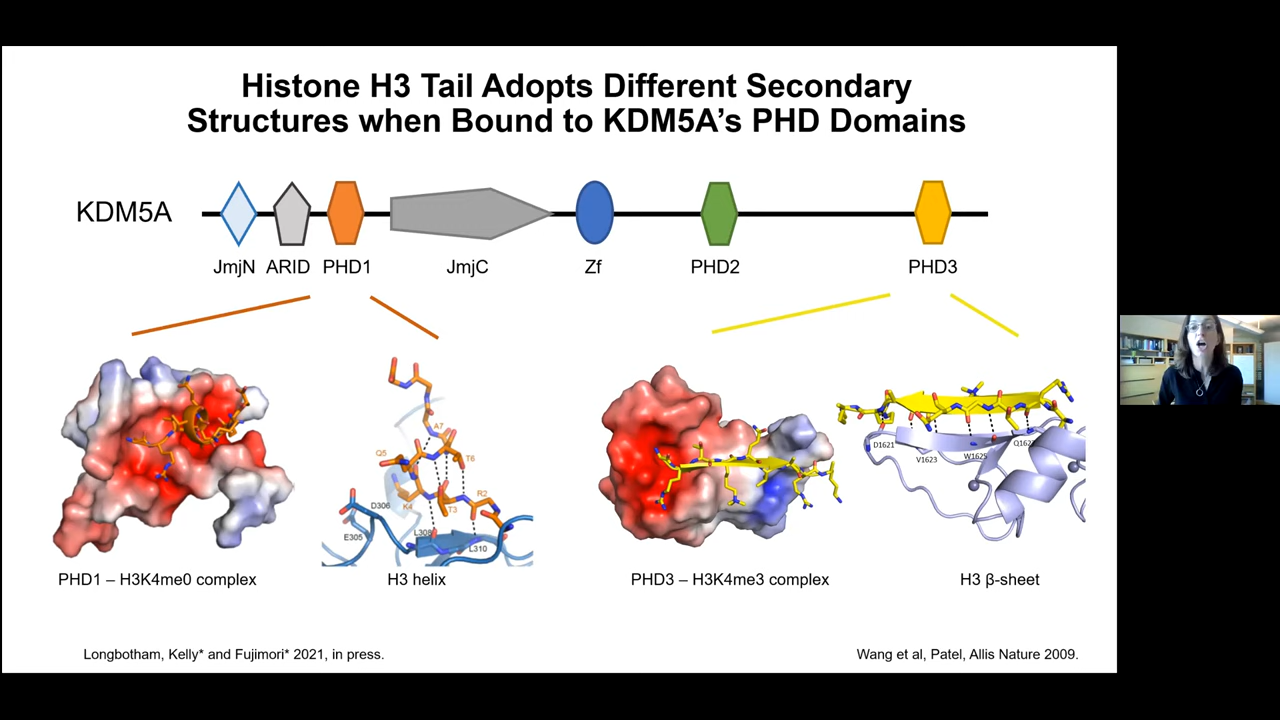 Histone H3 Tail Adopts Different Secondary
Structures when Bound to KDM5A's PHD Domains
KDM5A
JmjN ARID PHD1 JmjC Zf PHD2 PHD3
A7
Q5
T6
K4
R2
T3
D306
E305
L308
L310
D1621
V1623
W1625
PHD1 – H3K4me0 complex
H3 helix
PHD3 – H3K4me3 complex
H3 β-sheet
Longbotham, Kelly* and Fujimori* 2021, in press.
Wang et al, Patel, Allis Nature 2009.